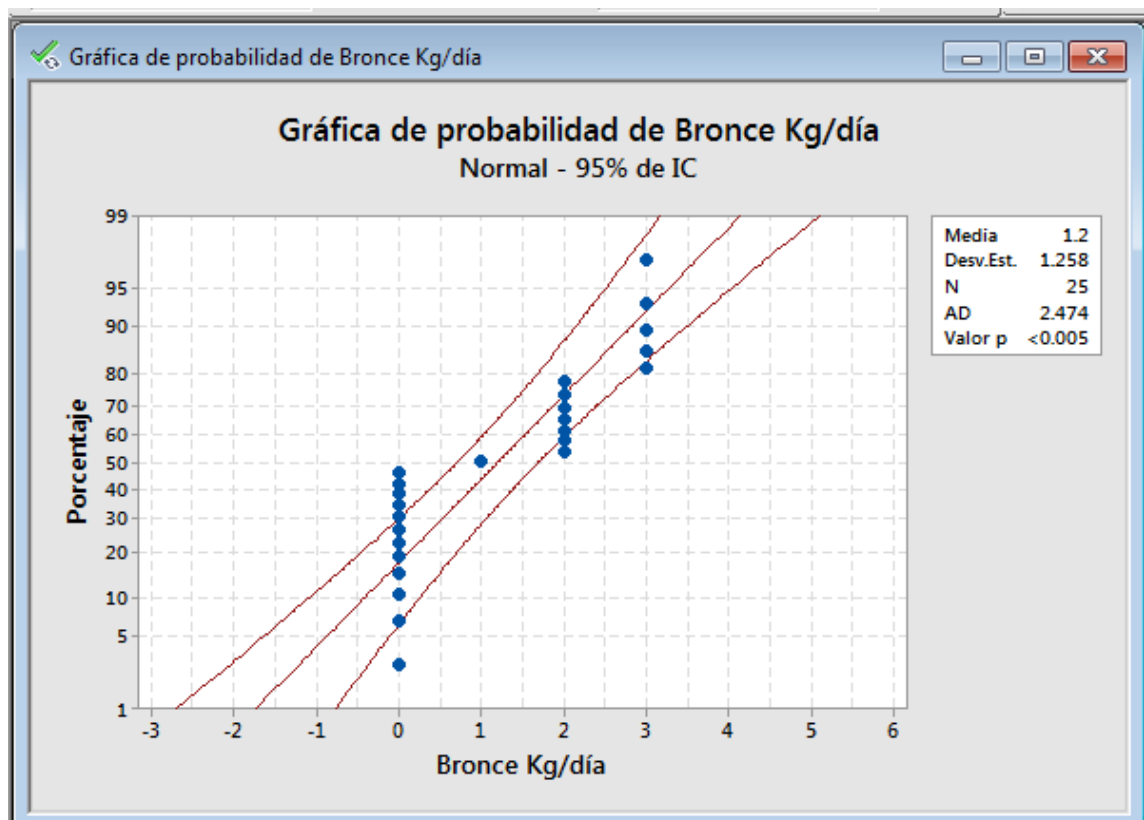 Gráfica de probabilidad de Bronce Kg/día
Gráfica de probabilidad de Bronce Kg/día
Normal - 95% de IC
99
95
90
80
70
60
50
40
30
20
10
5
1
Porcentaje
-3 -2 -1 0 1 2 3 4 5 6
Bronce Kg/día
Media 1.2
Desv.Est. 1.258
N 25
AD 2.474
Valor p <0.005